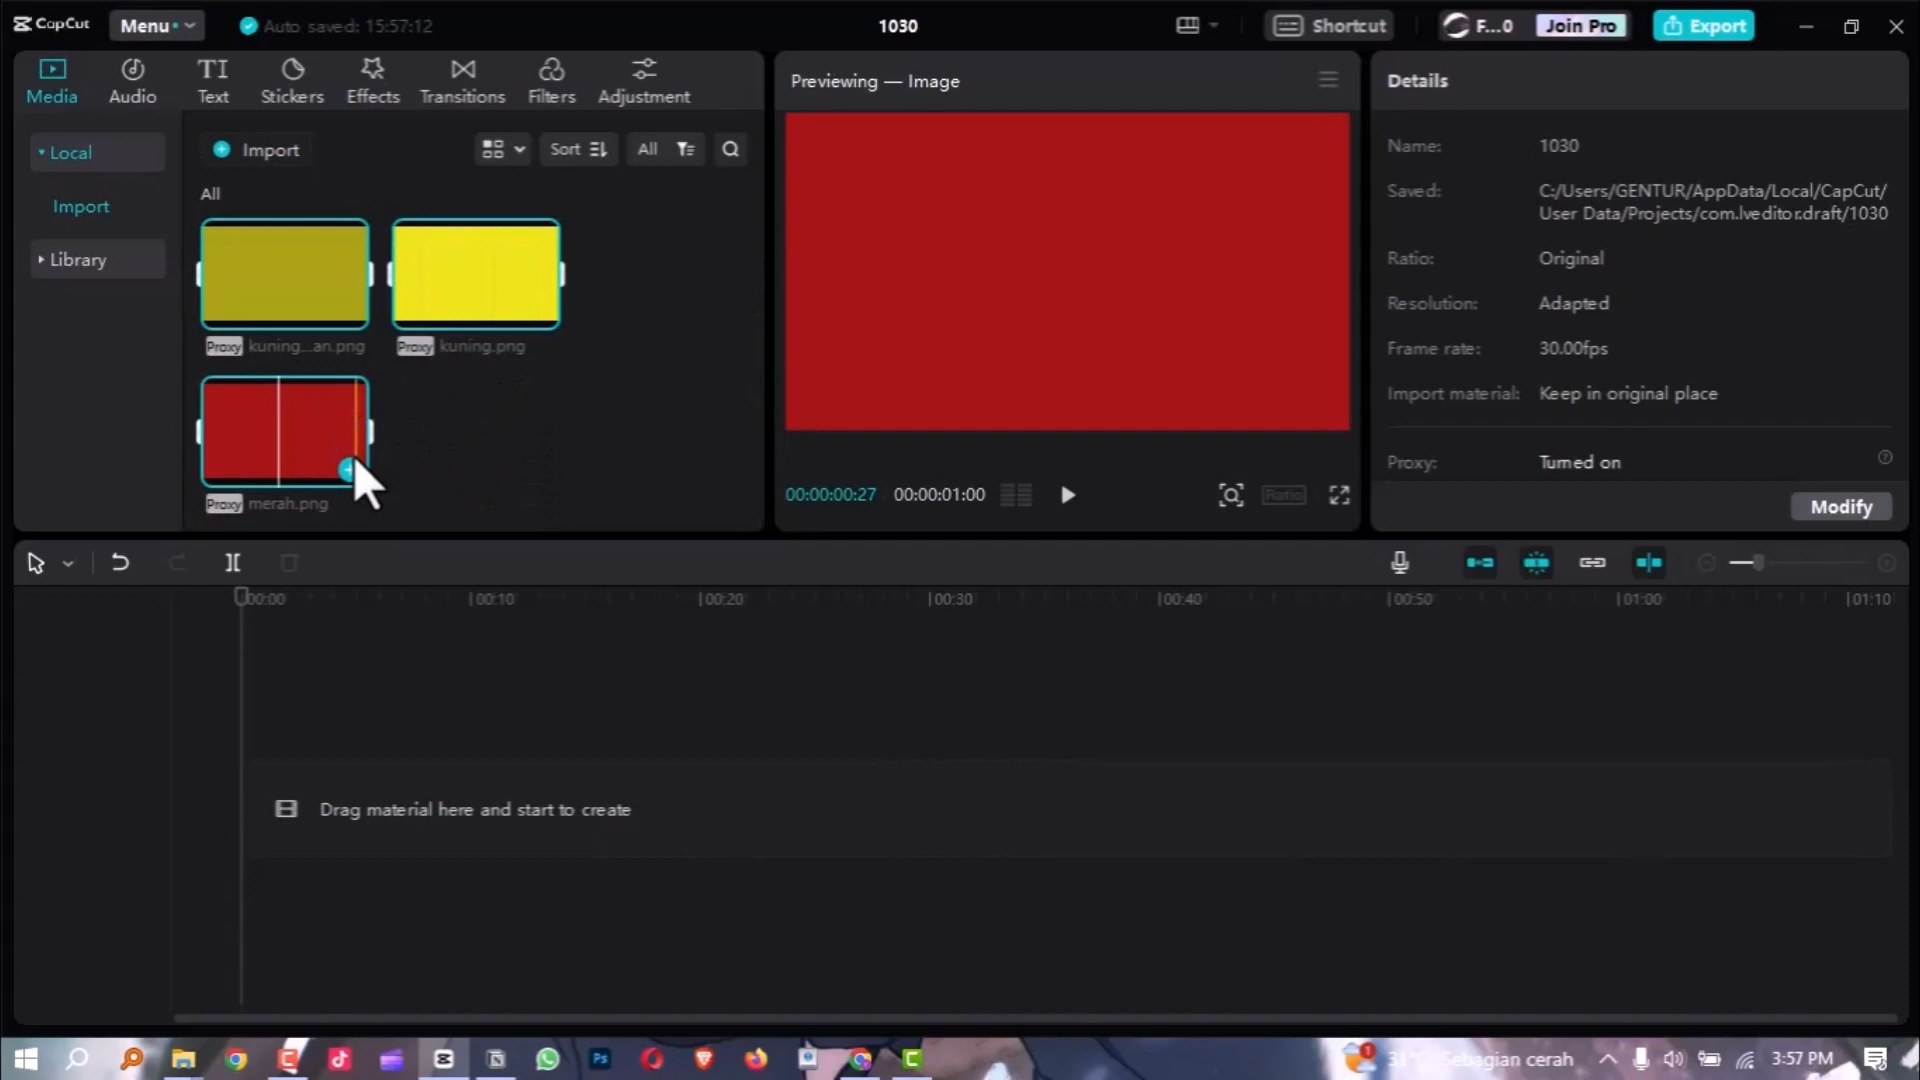 CapCut Menu Auto saved: 15:57:12 1030 Shortcut F...0 Join Pro Export
Media Audio Text Stickers Effects Transitions Filters Adjustment
Local
Import
Library
Import Sort All
All
Proxy kuning...an.png
Proxy kuning.png
Proxy merah.png
Previewing — Image
00:00:00:27 00:00:01:00 Ratio
Details
Name: 1030
Saved: C:/Users/GENTUR/AppData/Local/CapCut/
User Data/Projects/com.lveditor.draft/1030
Ratio: Original
Resolution: Adapted
Frame rate: 30.00fps
Import material: Keep in original place
Proxy: Turned on
Modify
00:00 00:10 00:20 00:30 00:40 00:50 01:00 01:10
Drag material here and start to create
Ps 1 31°C Sebagian cerah 3:57 PM